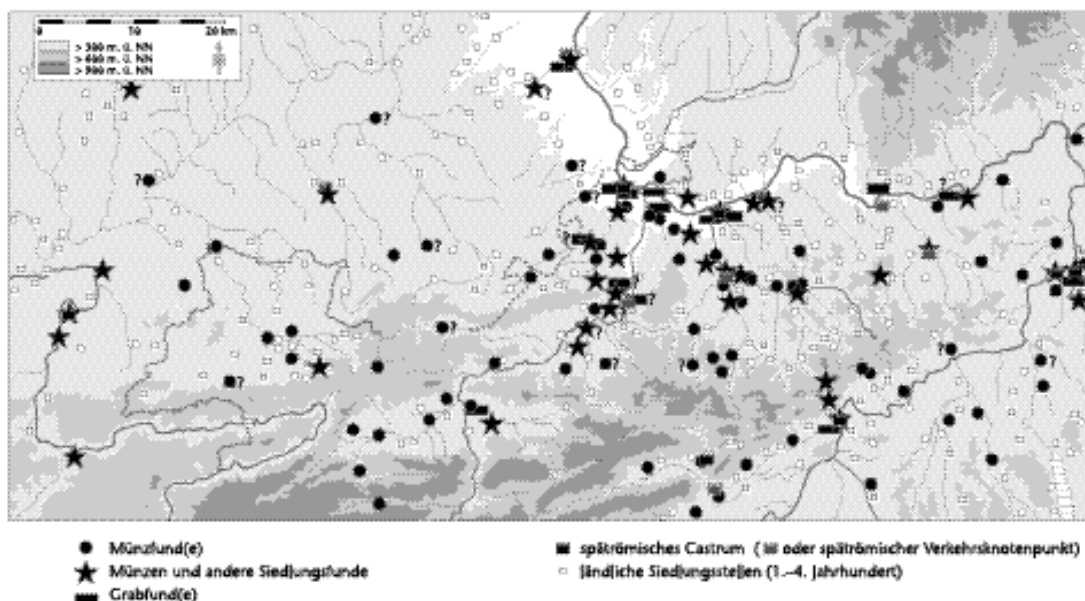 0 10 20 km
> 300 m. ü. NN
> 600 m. ü. NN
> 900 m. ü. NN
Münzfund(e)
Münzen und andere Siedlungsfunde
Grabfund(e)
spätrömisches Castrum ( oder spätrömischer Verkehrsknotenpunkt)
ländliche Siedlungsstellen (1.–4. Jahrhundert)